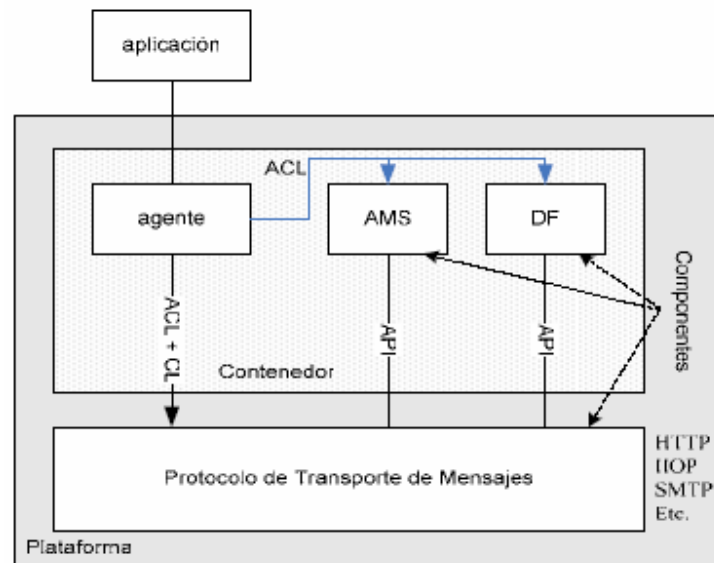 aplicación
ACL
agente
AMS
DF
Componentes
ACL + CL
API
API
Contenedor
Protocolo de Transporte de Mensajes
HTTP
IIOP
SMTP
Etc.
Plataforma